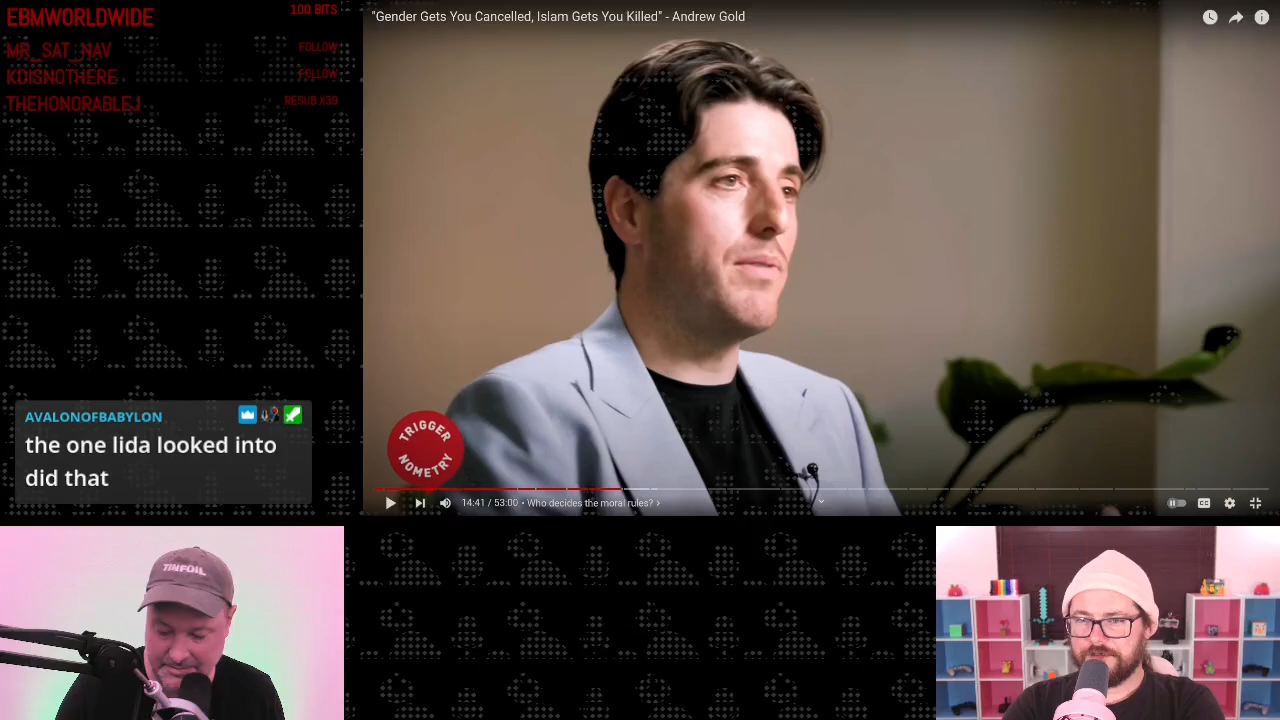 EBMWORLDWIDE 100 BITS
MR_SAT_NAV FOLLOW
KDISNOTHERE FOLLOW
THEHONORABLEJ RESUB X30
"Gender Gets You Cancelled, Islam Gets You Killed" - Andrew Gold
AVALONOFBABYLON
the one lida looked into
did that
TRIGGER
NOMETRY
14:41 / 53:00 • Who decides the moral rules? >
CC
TINFOIL